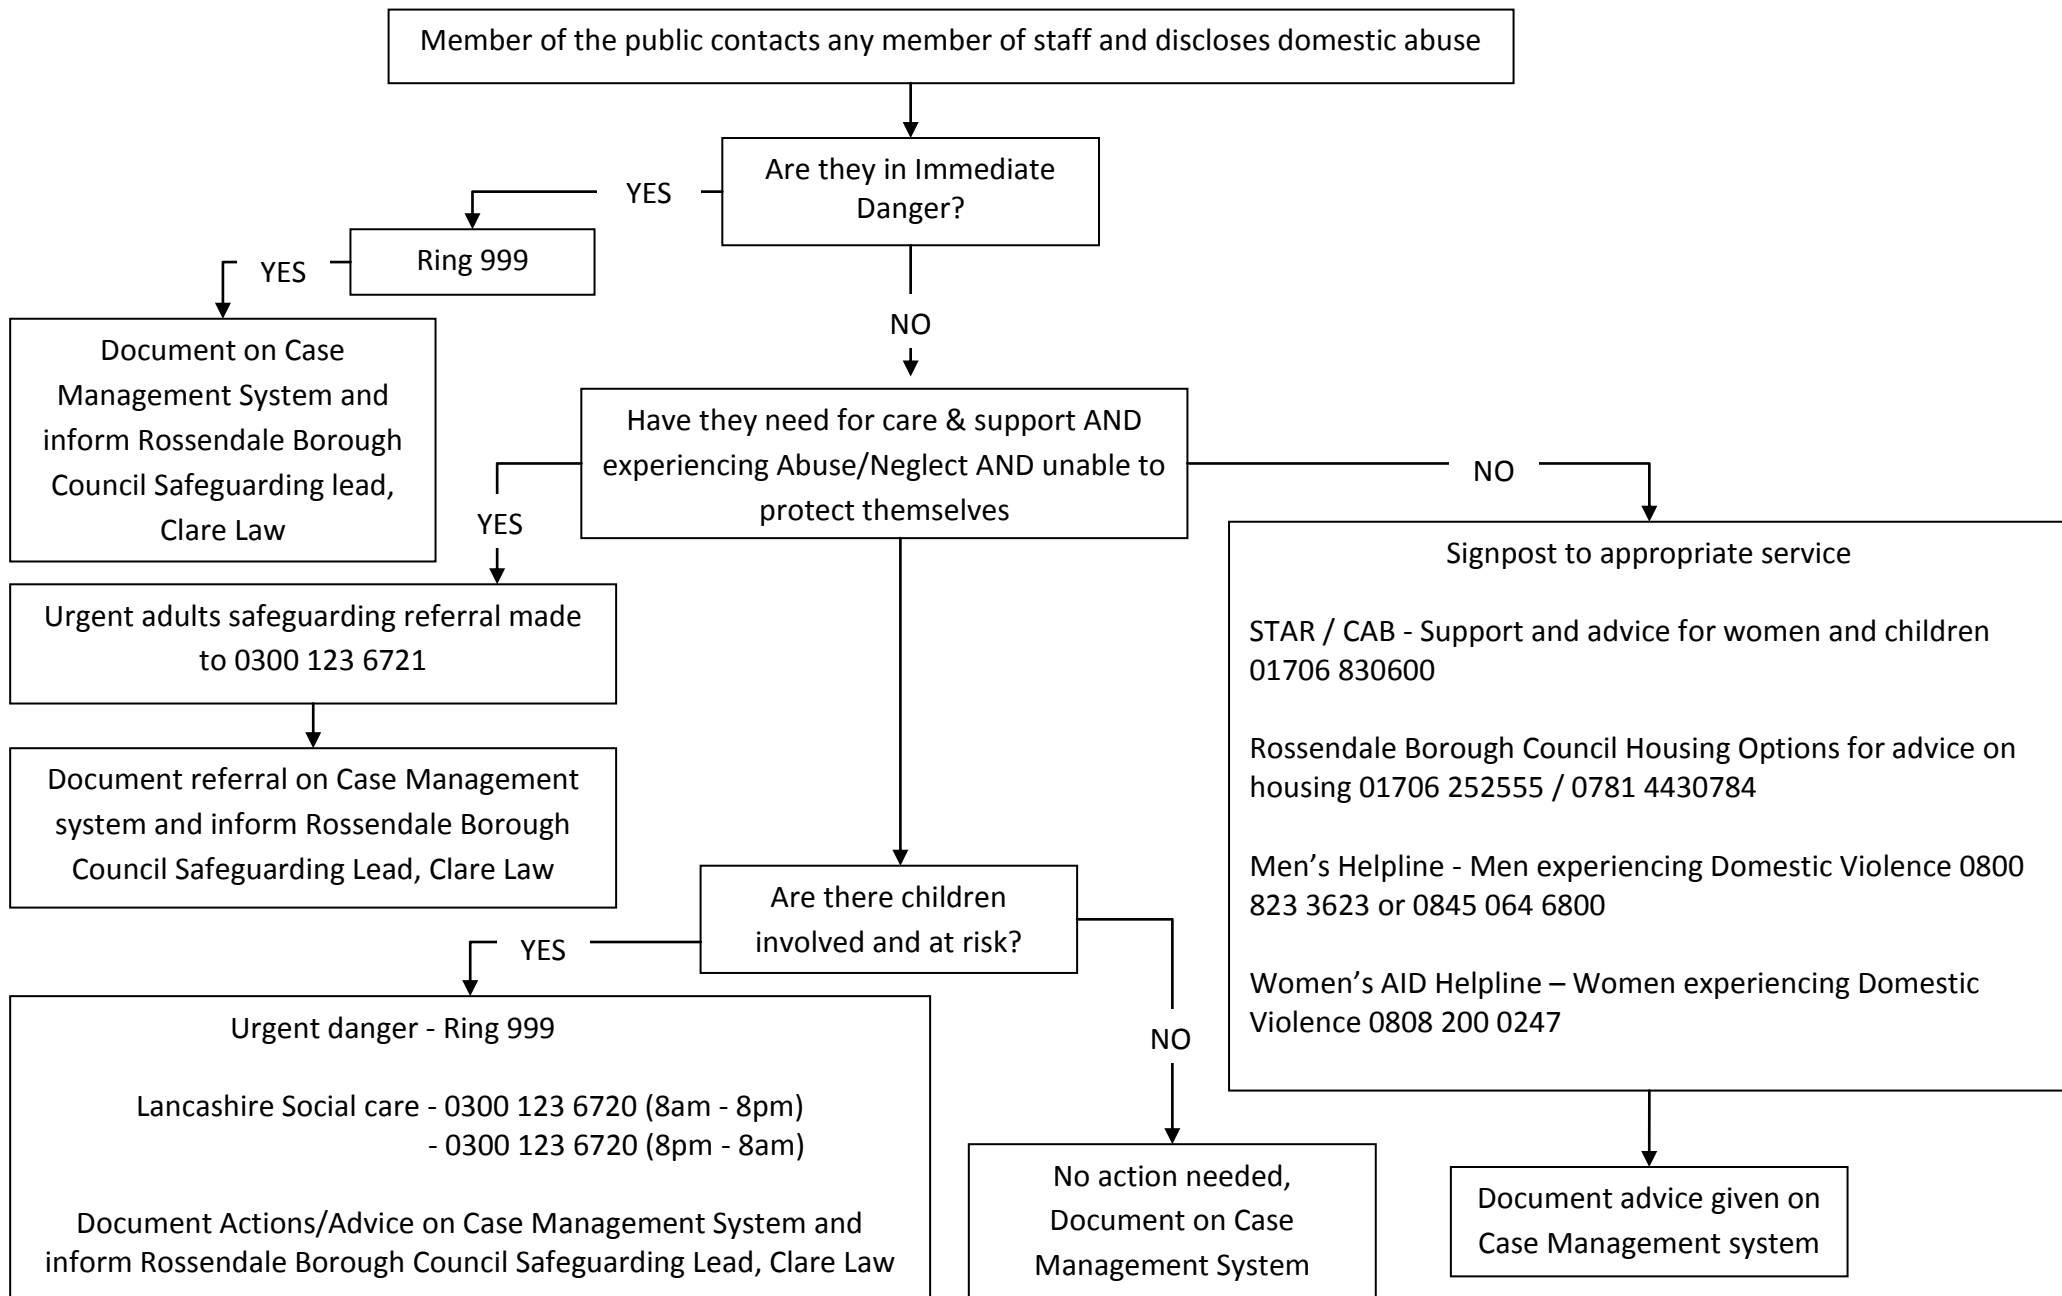 Member of the public contacts any member of staff and discloses domestic abuse
Are they in Immediate
Danger?
YES
Ring 999
YES
NO
Document on Case
Management System and
inform Rossendale Borough
Council Safeguarding lead,
Clare Law
Have they need for care & support AND
experiencing Abuse/Neglect AND unable to
protect themselves
YES
NO
Urgent adults safeguarding referral made
to 0300 123 6721
Document referral on Case Management
system and inform Rossendale Borough
Council Safeguarding Lead, Clare Law
Signpost to appropriate service
STAR / CAB - Support and advice for women and children
01706 830600
Rossendale Borough Council Housing Options for advice on
housing 01706 252555 / 0781 4430784
Men’s Helpline - Men experiencing Domestic Violence 0800
823 3623 or 0845 064 6800
Women’s AID Helpline – Women experiencing Domestic
Violence 0808 200 0247
Are there children
involved and at risk?
YES
NO
Urgent danger - Ring 999
Lancashire Social care - 0300 123 6720 (8am - 8pm)
- 0300 123 6720 (8pm - 8am)
Document Actions/Advice on Case Management System and
inform Rossendale Borough Council Safeguarding Lead, Clare Law
No action needed,
Document on Case
Management System
Document advice given on
Case Management system